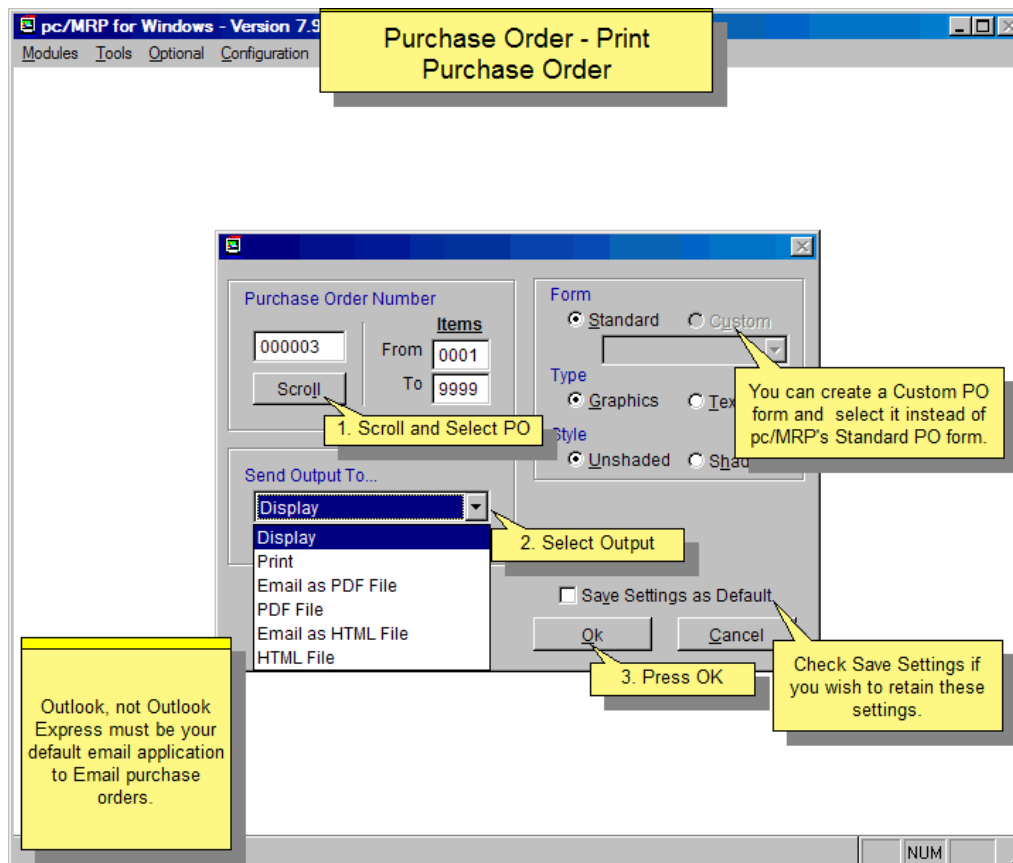 pc/MRP for Windows - Version 7.9
Purchase Order - Print
Purchase Order
Modules Tools Optional Configuration
Purchase Order Number
Items
000003
From 0001
To 9999
Scroll
1. Scroll and Select PO
Form
Standard Custom
Type
Graphics
Style
Unshaded
You can create a Custom PO
form and select it instead of
pc/MRP's Standard PO form.
Send Output To...
Display
Display
Print
Email as PDF File
PDF File
Email as HTML File
HTML File
2. Select Output
Save Settings as Default
Ok Cancel
3. Press OK
Check Save Settings if
you wish to retain these
settings.
Outlook, not Outlook
Express must be your
default email application
to Email purchase
orders.
NUM